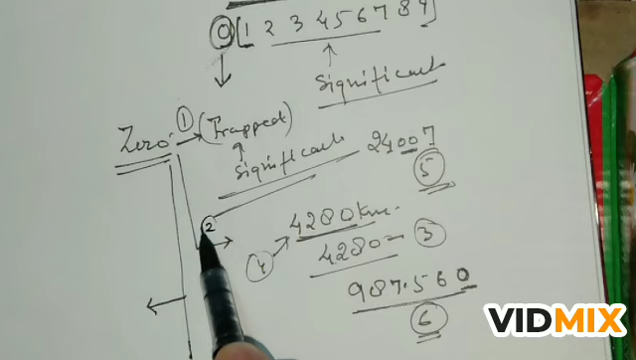 0 [1 2 3 4 5 6 7 8 9]
Significant
Zero → ① (Trapped)
significant
24007
⑤
②
4280km.
④
4280 — ③
987.560
⑥
VIDMIX